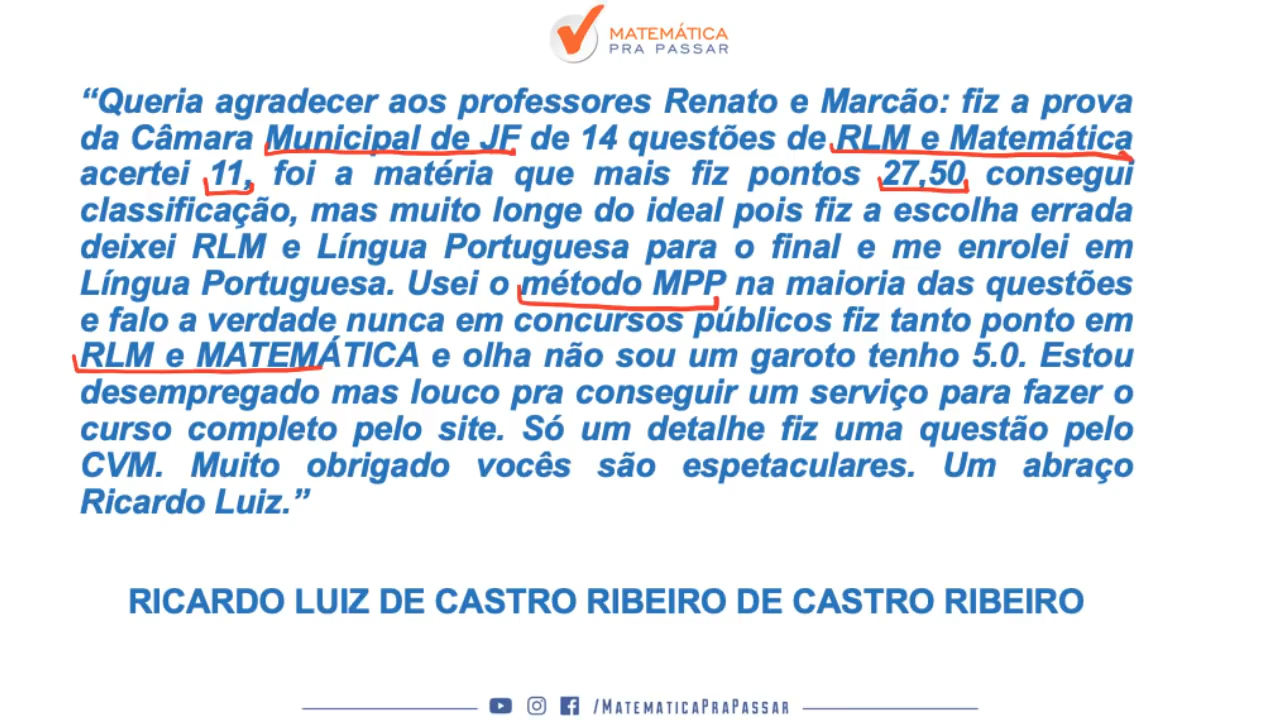 MATEMÁTICA
PRA PASSAR
“Queria agradecer aos professores Renato e Marcão: fiz a prova
da Câmara Municipal de JF de 14 questões de RLM e Matemática
acertei 11, foi a matéria que mais fiz pontos 27,50 consegui
classificação, mas muito longe do ideal pois fiz a escolha errada
deixei RLM e Língua Portuguesa para o final e me enrolei em
Língua Portuguesa. Usei o método MPP na maioria das questões
e falo a verdade nunca em concursos públicos fiz tanto ponto em
RLM e MATEMÁTICA e olha não sou um garoto tenho 5.0. Estou
desempregado mas louco pra conseguir um serviço para fazer o
curso completo pelo site. Só um detalhe fiz uma questão pelo
CVM. Muito obrigado vocês são espetaculares. Um abraço
Ricardo Luiz.”
RICARDO LUIZ DE CASTRO RIBEIRO DE CASTRO RIBEIRO
/MATEMATICAPRAPASSAR